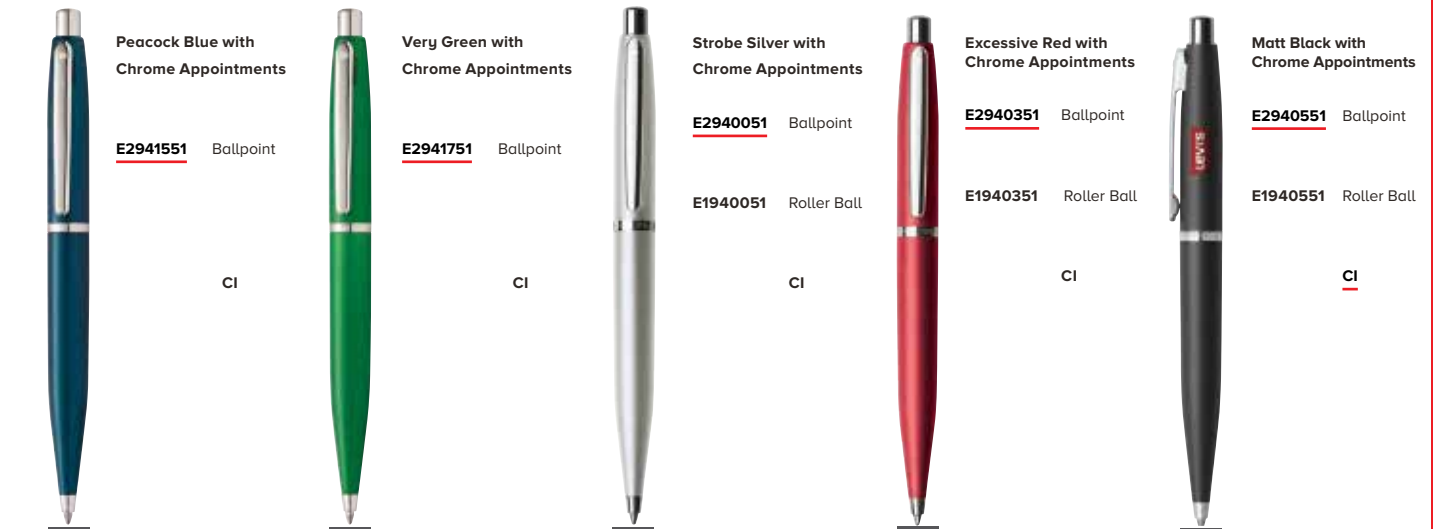 Peacock Blue with
Chrome Appointments
E2941551 Ballpoint
CI
Very Green with
Chrome Appointments
E2941751 Ballpoint
CI
Strobe Silver with
Chrome Appointments
E2940051 Ballpoint
E1940051 Roller Ball
CI
Excessive Red with
Chrome Appointments
E2940351 Ballpoint
E1940351 Roller Ball
CI
Levi's
Matt Black with
Chrome Appointments
E2940551 Ballpoint
E1940551 Roller Ball
CI